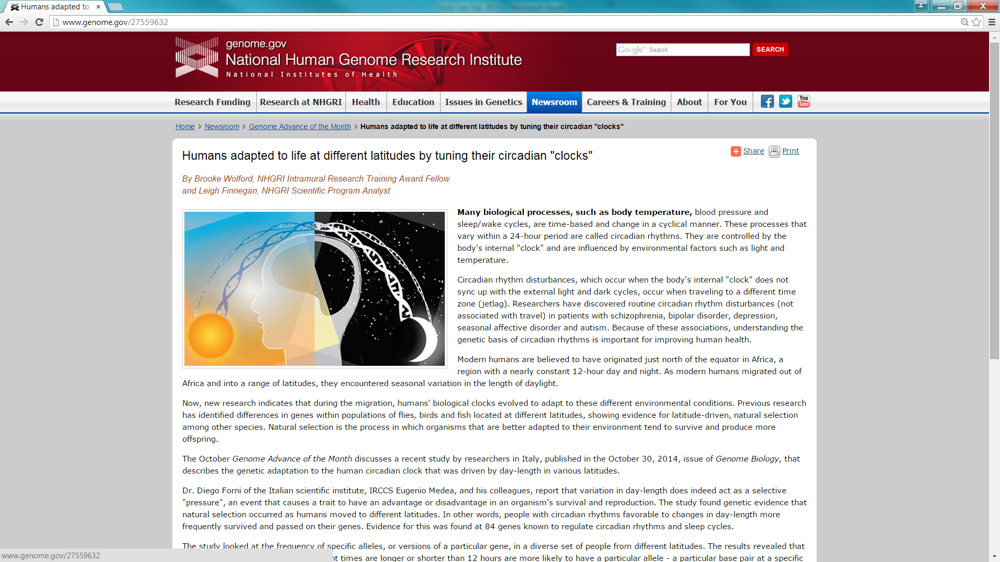 Humans adapted to
www.genome.gov/27559632
genome.gov
National Human Genome Research Institute
National Institutes of Health
Google™ Search
SEARCH
Research Funding
Research at NHGRI
Health
Education
Issues in Genetics
Newsroom
Careers & Training
About
For You
You Tube
Home > Newsroom > Genome Advance of the Month > Humans adapted to life at different latitudes by tuning their circadian "clocks"
Humans adapted to life at different latitudes by tuning their circadian "clocks"
Share Print
By Brooke Wolford, NHGRI Intramural Research Training Award Fellow
and Leigh Finnegan, NHGRI Scientific Program Analyst
Many biological processes, such as body temperature, blood pressure and
sleep/wake cycles, are time-based and change in a cyclical manner. These processes that
vary within a 24-hour period are called circadian rhythms. They are controlled by the
body's internal "clock" and are influenced by environmental factors such as light and
temperature.
Circadian rhythm disturbances, which occur when the body's internal "clock" does not
sync up with the external light and dark cycles, occur when traveling to a different time
zone (jetlag). Researchers have discovered routine circadian rhythm disturbances (not
associated with travel) in patients with schizophrenia, bipolar disorder, depression,
seasonal affective disorder and autism. Because of these associations, understanding the
genetic basis of circadian rhythms is important for improving human health.
Modern humans are believed to have originated just north of the equator in Africa, a
region with a nearly constant 12-hour day and night. As modern humans migrated out of
Africa and into a range of latitudes, they encountered seasonal variation in the length of daylight.
Now, new research indicates that during the migration, humans' biological clocks evolved to adapt to these different environmental conditions. Previous research
has identified differences in genes within populations of flies, birds and fish located at different latitudes, showing evidence for latitude-driven, natural selection
among other species. Natural selection is the process in which organisms that are better adapted to their environment tend to survive and produce more
offspring.
The October Genome Advance of the Month discusses a recent study by researchers in Italy, published in the October 30, 2014, issue of Genome Biology, that
describes the genetic adaptation to the human circadian clock that was driven by day-length in various latitudes.
Dr. Diego Forni of the Italian scientific institute, IRCCS Eugenio Medea, and his colleagues, report that variation in day-length does indeed act as a selective
"pressure", an event that causes a trait to have an advantage or disadvantage in an organism's survival and reproduction. The study found genetic evidence that
natural selection occurred as humans moved to different latitudes. In other words, people with circadian rhythms favorable to changes in day-length more
frequently survived and passed on their genes. Evidence for this was found at 84 genes known to regulate circadian rhythms and sleep cycles.
The study looked at the frequency of specific alleles, or versions of a particular gene, in a diverse set of people from different latitudes. The results revealed that
times are longer or shorter than 12 hours are more likely to have a particular allele - a particular base pair at a specific
www.genome.gov/27559632